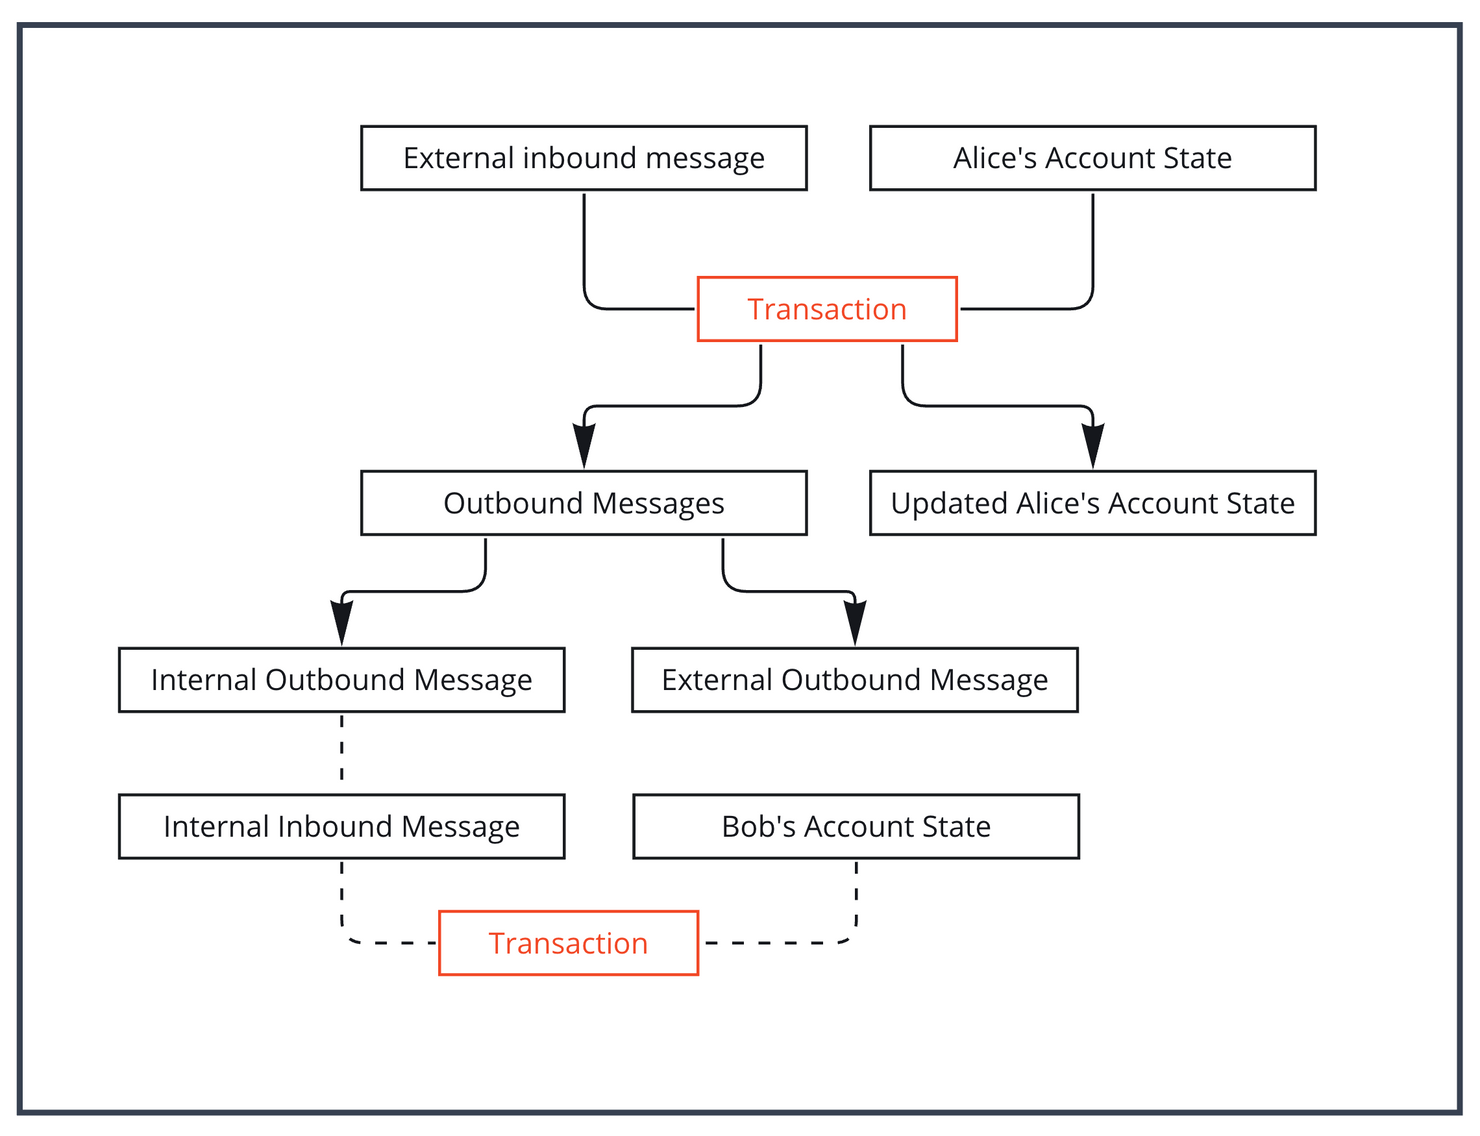 External inbound message
Alice's Account State
Transaction
Outbound Messages
Updated Alice's Account State
Internal Outbound Message
External Outbound Message
Internal Inbound Message
Bob's Account State
Transaction